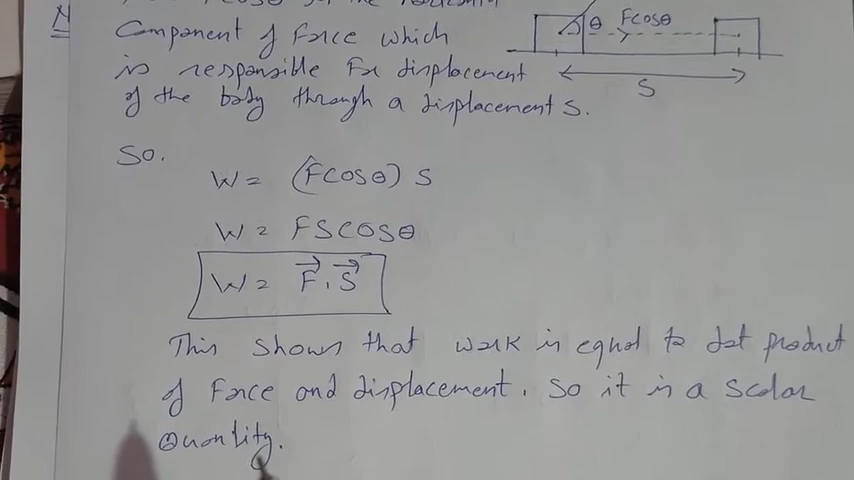 N
θ Fcosθ
Component of Force which
is responsible For displacement
S
of the body through a displacement S.
So.
W = (Fcosθ) S
W = FScosθ
W = F⃗.S⃗
This shows that work is equal to dot product
of Force and displacement. So it is a scalar
Quantity.